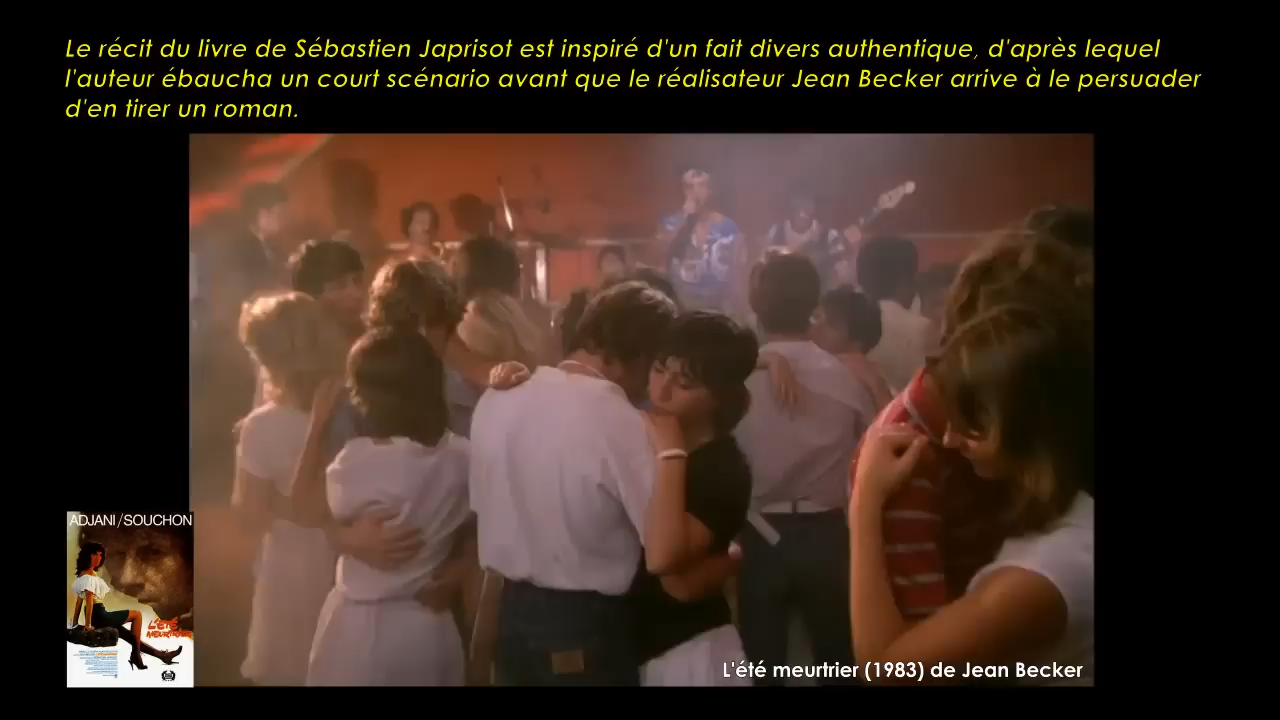 Le récit du livre de Sébastien Japrisot est inspiré d'un fait divers authentique, d'après lequel
l'auteur ébaucha un court scénario avant que le réalisateur Jean Becker arrive à le persuader
d'en tirer un roman.
ADJANI/SOUCHON
L'été
MEURTRIER
L'été meurtrier (1983) de Jean Becker